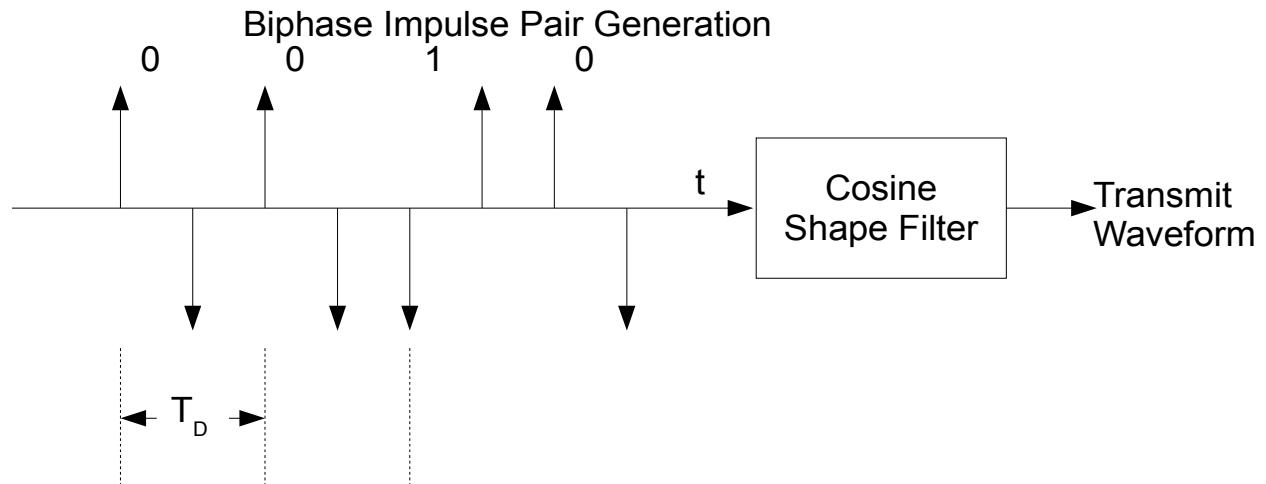 Biphase Impulse Pair Generation
0 0 1 0
t
Cosine
Shape Filter
Transmit
Waveform
T_D